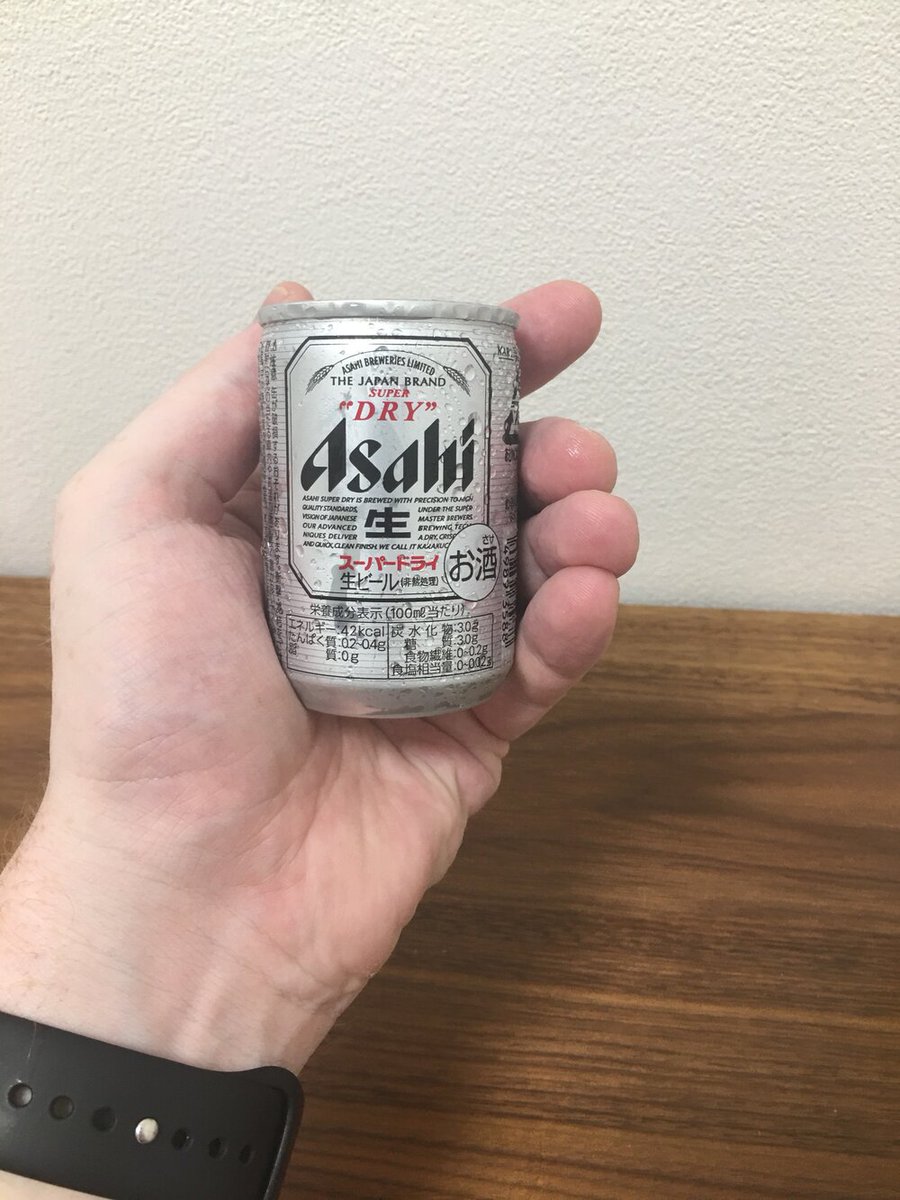 ASAHI BREWERIES LIMITED
THE JAPAN BRAND
SUPER
“DRY”
Asahi
ASAHI SUPER DRY IS BREWED WITH PRECISION TO HIGH
QUALITY STANDARDS, UNDER THE SUPER
VISION OF JAPANESE MASTER BREWERS.
OUR ADVANCED BREWING TECH
NIQUES DELIVER A DRY, CRISP
AND QUICK, CLEAN FINISH. WE CALL IT KARAKUC
生
スーパードライ
生ビール(非熱処理)
さけ
お酒
栄養成分表示(100ml当たり)
エネルギー:42kcal
たんぱく質:0.2~0.4g
質:0g
炭水化物:3.0g
糖質:3.0g
食物繊維:0~0.2g
食塩相当量:0~0.02g